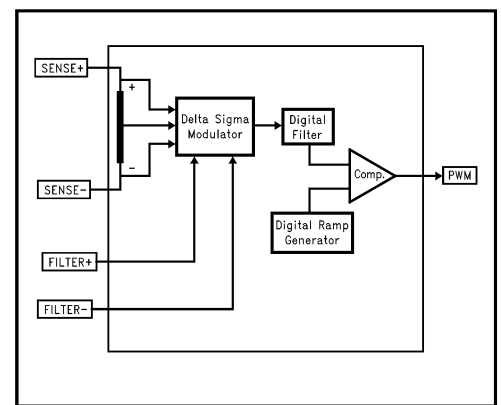 SENSE+
+
Delta Sigma
Modulator
Digital
Filter
Comp.
PWM
-
SENSE-
Digital Ramp
Generator
FILTER+
FILTER-